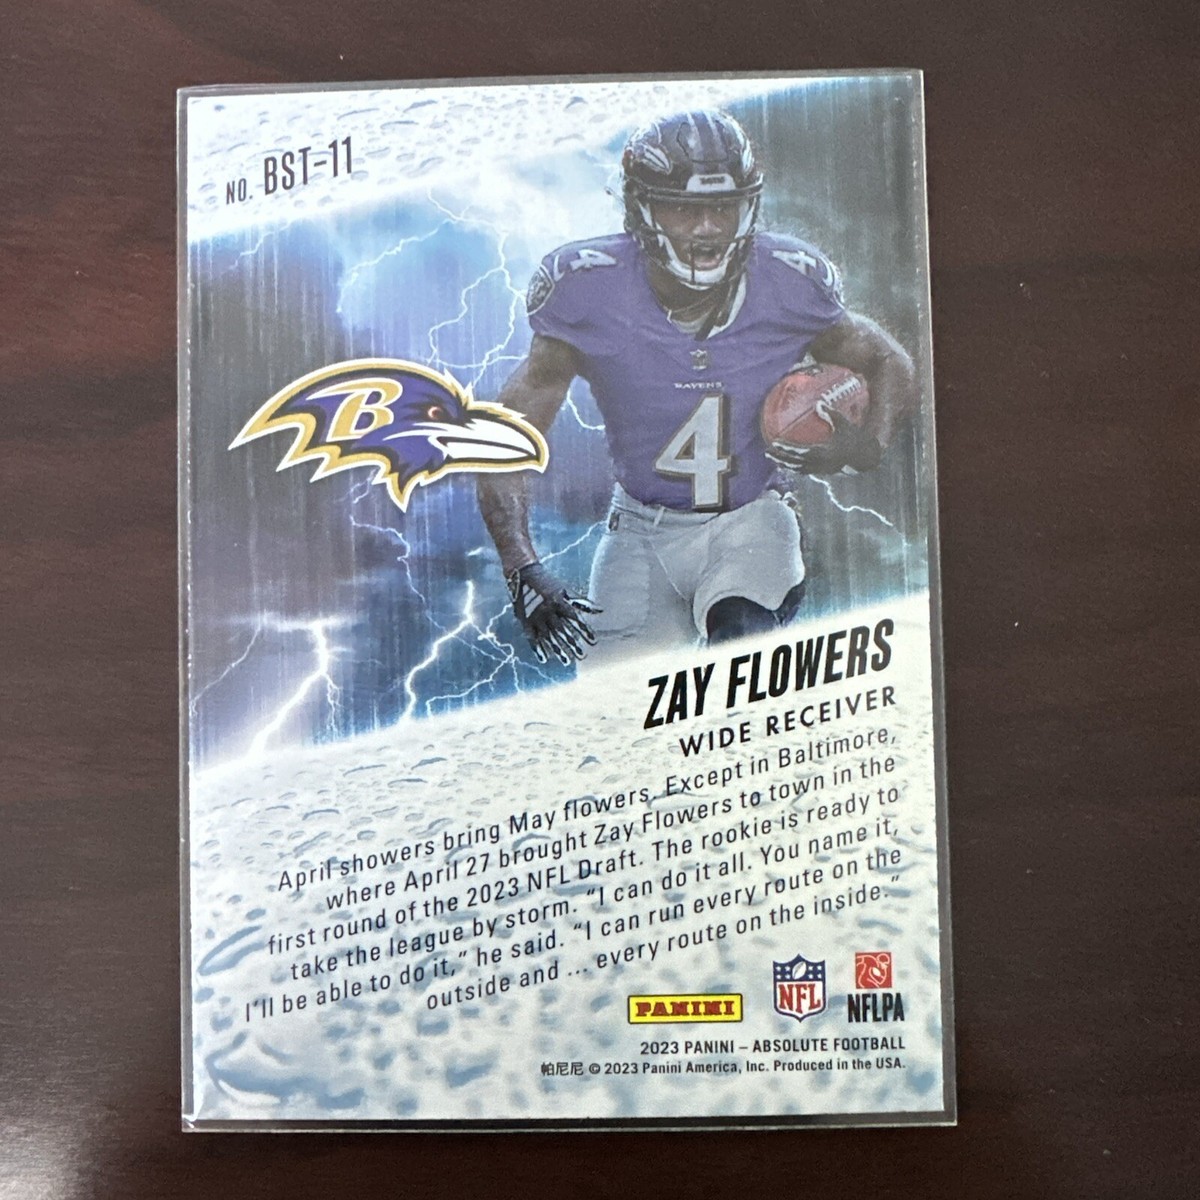 NO. BST-11
4
4
B
RAVENS
4
ZAY FLOWERS
WIDE RECEIVER
April showers bring May flowers. Except in Baltimore,
where April 27 brought Zay Flowers to town in the
first round of the 2023 NFL Draft. The rookie is ready to
take the league by storm. “I can do it all. You name it,
I’ll be able to do it,” he said. “I can run every route on the
outside and ... every route on the inside.”
PANINI
NFL
NFLPA
2023 PANINI – ABSOLUTE FOOTBALL
帕尼尼 © 2023 Panini America, Inc. Produced in the USA.